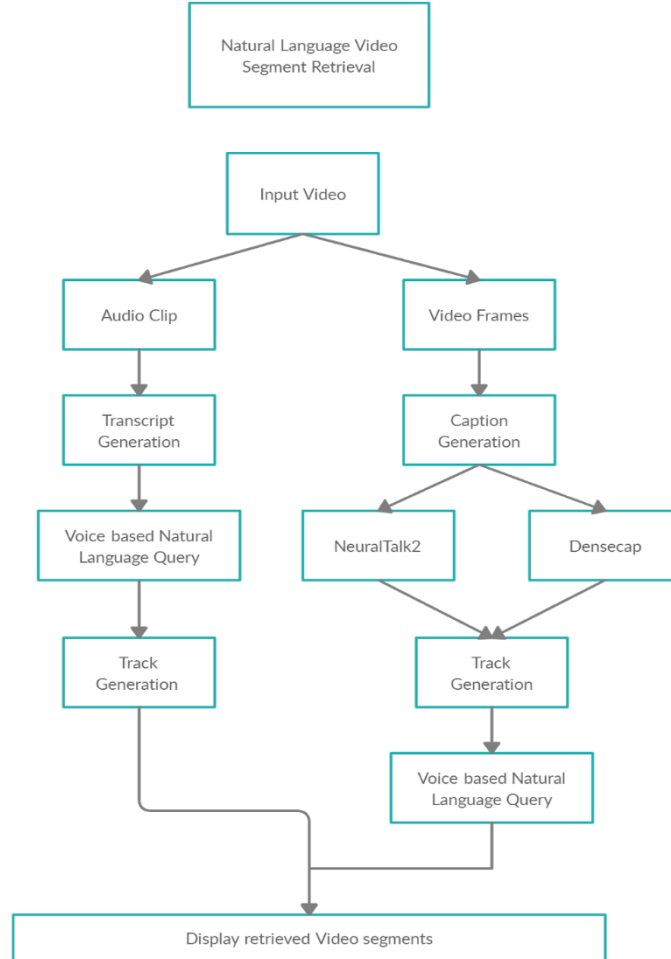 Natural Language Video
Segment Retrieval
Input Video
Audio Clip
Video Frames
Transcript
Generation
Caption
Generation
Voice based Natural
Language Query
NeuralTalk2
Densecap
Track
Generation
Track
Generation
Voice based Natural
Language Query
Display retrieved Video segments